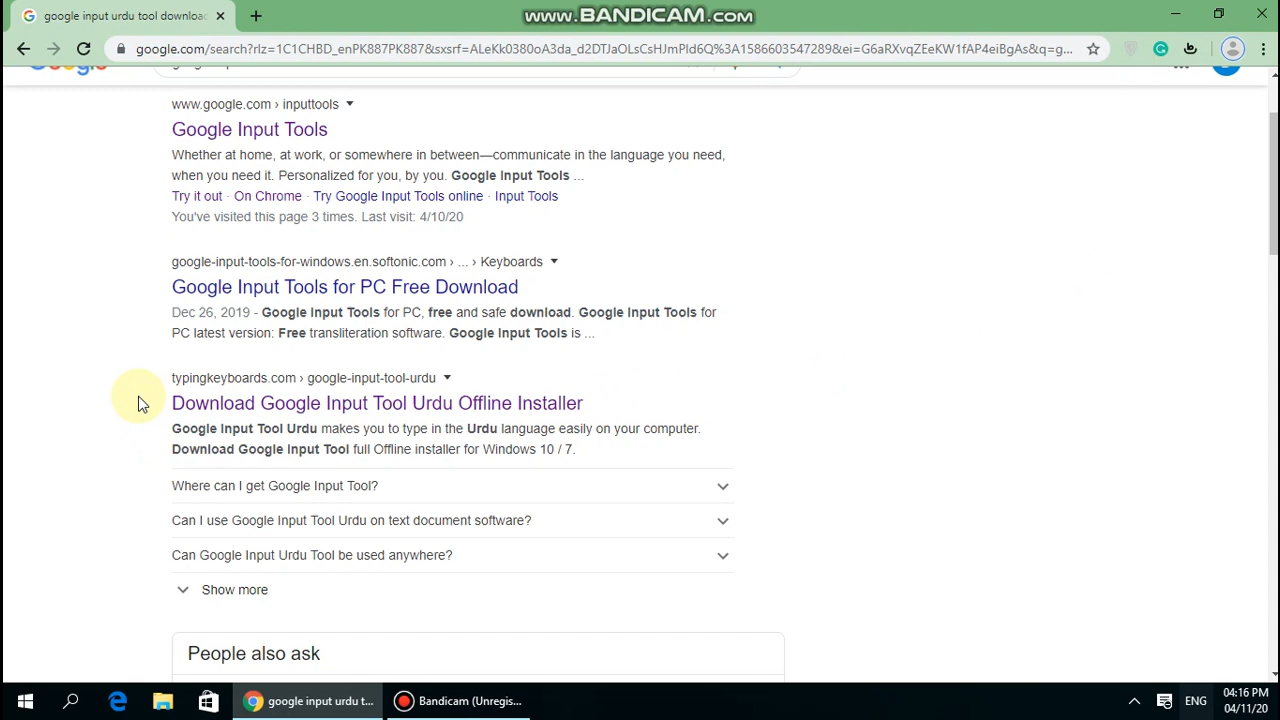 google input urdu tool downloa
www.BANDICAM.com
google.com/search?rlz=1C1CHBD_enPK887PK887&sxsrf=ALeKk0380oA3da_d2DTJaOLsCsHJmPld6Q%3A1586603547289&ei=G6aRXvqZEeKW1fAP4eiBgAs&q=g...
www.google.com › inputtools
Google Input Tools
Whether at home, at work, or somewhere in between—communicate in the language you need,
when you need it. Personalized for you, by you. Google Input Tools ...
Try it out · On Chrome · Try Google Input Tools online · Input Tools
You've visited this page 3 times. Last visit: 4/10/20
google-input-tools-for-windows.en.softonic.com › ... › Keyboards
Google Input Tools for PC Free Download
Dec 26, 2019 - Google Input Tools for PC, free and safe download. Google Input Tools for
PC latest version: Free transliteration software. Google Input Tools is ...
typingkeyboards.com › google-input-tool-urdu
Download Google Input Tool Urdu Offline Installer
Google Input Tool Urdu makes you to type in the Urdu language easily on your computer.
Download Google Input Tool full Offline installer for Windows 10 / 7.
Where can I get Google Input Tool?
Can I use Google Input Tool Urdu on text document software?
Can Google Input Urdu Tool be used anywhere?
Show more
People also ask
google input urdu t...
Bandicam (Unregis...
ENG
04:16 PM
04/11/20